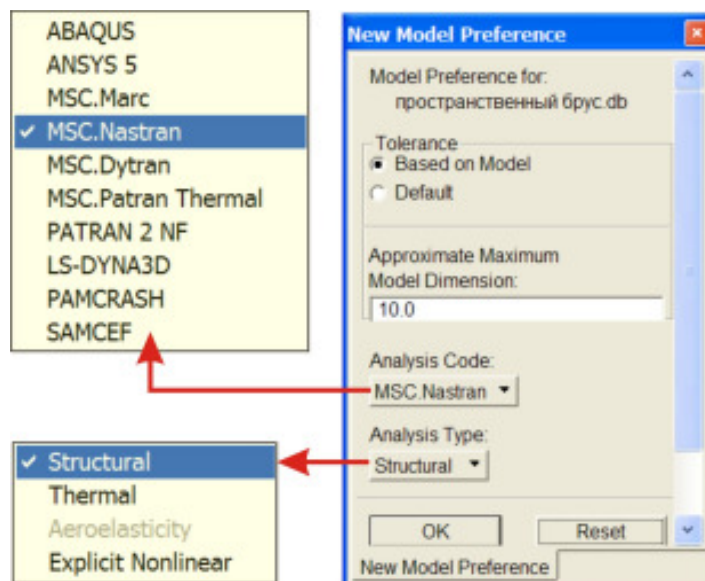 ABAQUS
ANSYS 5
MSC.Marc
MSC.Nastran
MSC.Dytran
MSC.Patran Thermal
PATRAN 2 NF
LS-DYNA3D
PAMCRASH
SAMCEF
Structural
Thermal
Aeroelasticity
Explicit Nonlinear
New Model Preference
Model Preference for:
пространственный брус.db
Tolerance
Based on Model
Default
Approximate Maximum
Model Dimension:
10.0
Analysis Code:
MSC.Nastran
Analysis Type:
Structural
OK Reset
New Model Preference